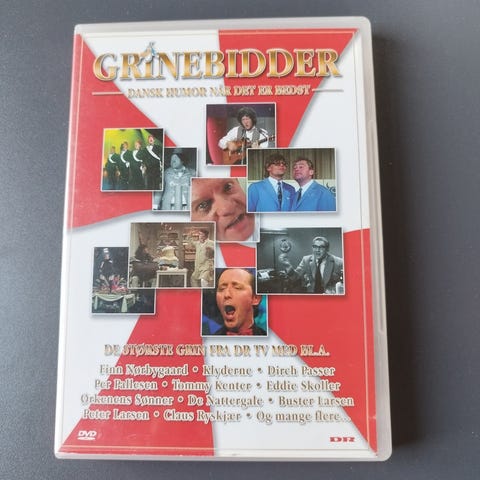 GRINEBIDDER
DANSK HUMOR NÅR DET ER BEDST
DE STØRSTE GRIN FRA DR TV MED BL.A.
Finn Nørbygaard • Klyderne • Dirch Passer
Per Pallesen • Tommy Kenter • Eddie Skoller
Ørkenens Sønner • De Nattergale • Buster Larsen
Peter Larsen • Claus Ryskjær • Og mange flere...
DVD
DR